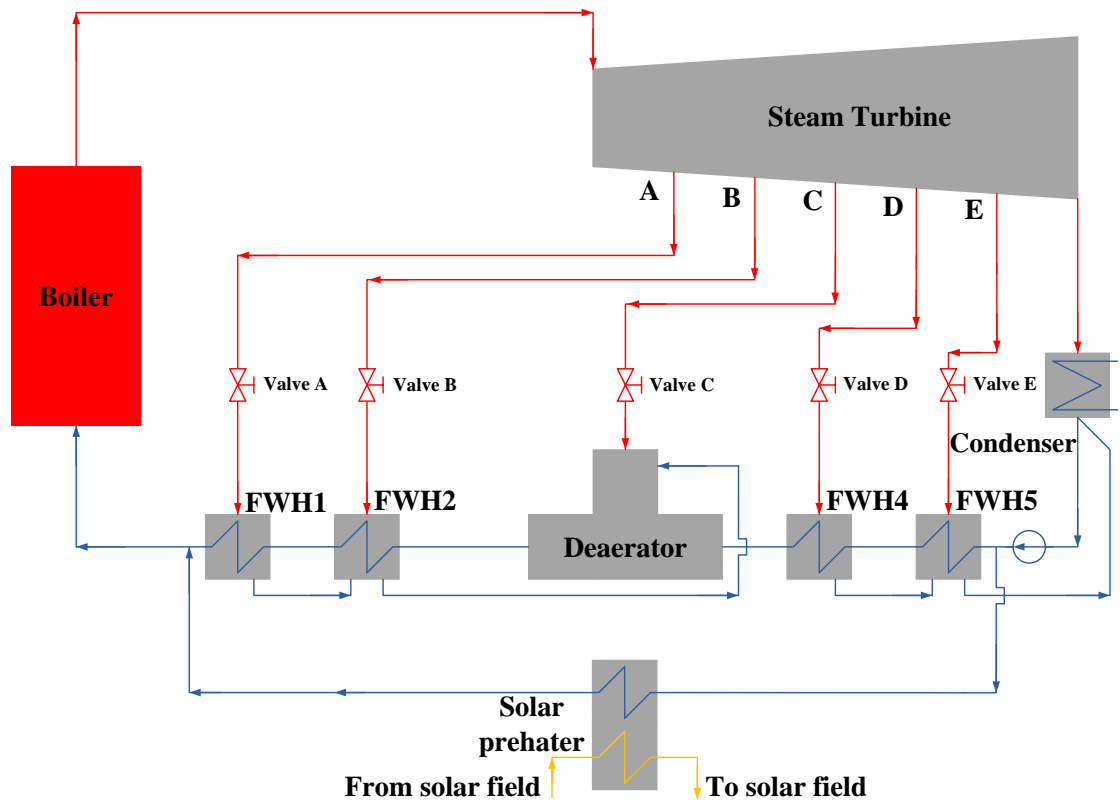 Steam Turbine
A
B
C
D
E
Boiler
Valve A
Valve B
Valve C
Valve D
Valve E
Condenser
FWH1
FWH2
FWH4
FWH5
Deaerator
Solar
prehater
From solar field
To solar field